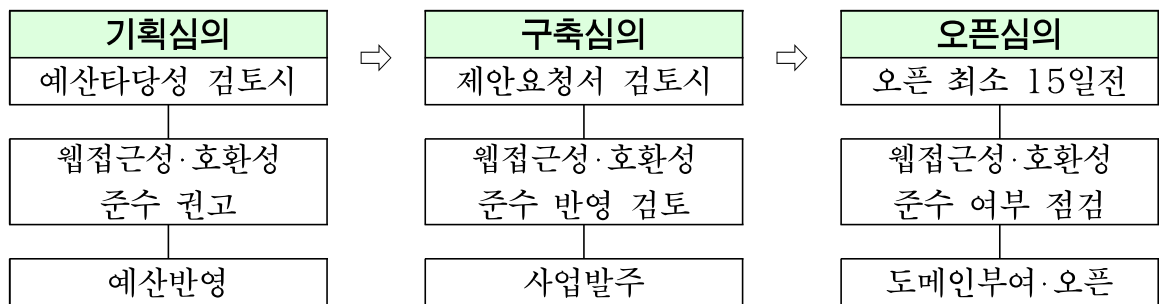 기획심의
예산타당성 검토시
웹접근성·호환성
준수 권고
예산반영
⇨
구축심의
제안요청서 검토시
웹접근성·호환성
준수 반영 검토
사업발주
⇨
오픈심의
오픈 최소 15일전
웹접근성·호환성
준수 여부 점검
도메인부여·오픈